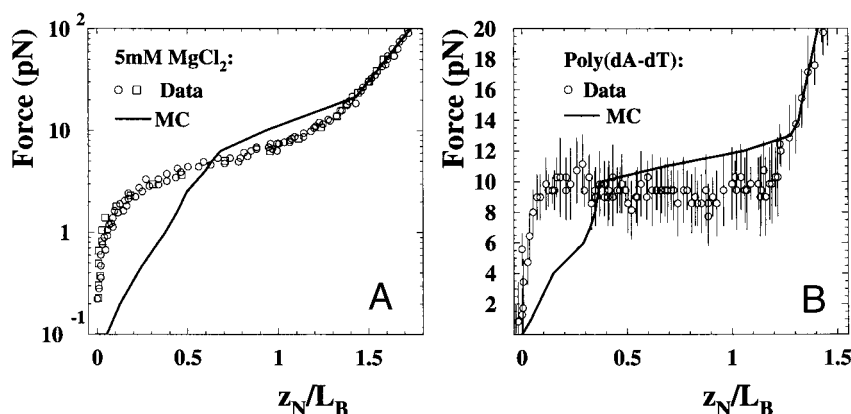 Force (pN)
10²
10
1
10⁻¹
5mM MgCl₂:
Data
MC
A
0 0.5 1 1.5
z_N/L_B
Force (pN)
20
18
16
14
12
10
8
6
4
2
Poly(dA-dT):
Data
MC
B
0 0.5 1 1.5
z_N/L_B